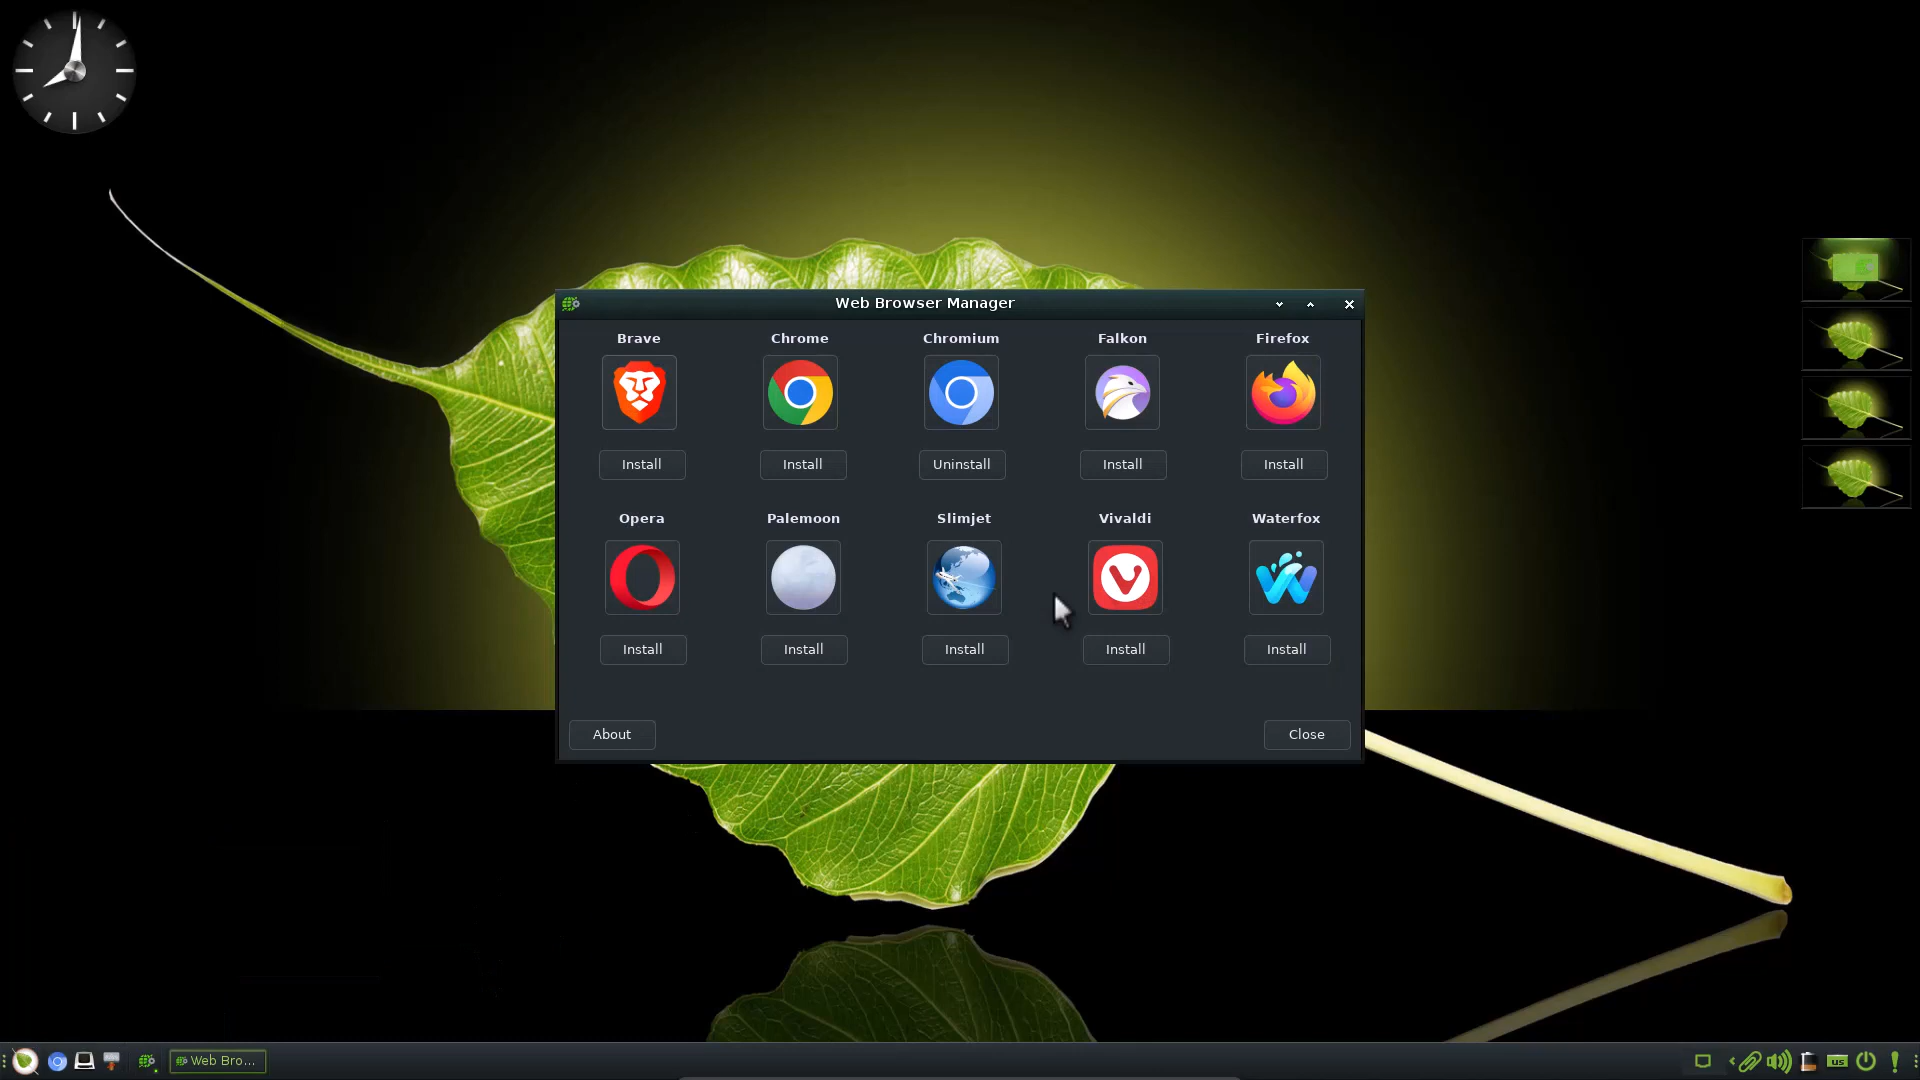 Web Browser Manager
Brave Chrome Chromium Falkon Firefox
Install Install Uninstall Install Install
Opera Palemoon Slimjet Vivaldi Waterfox
Install Install Install Install Install
About Close
Web Bro... us